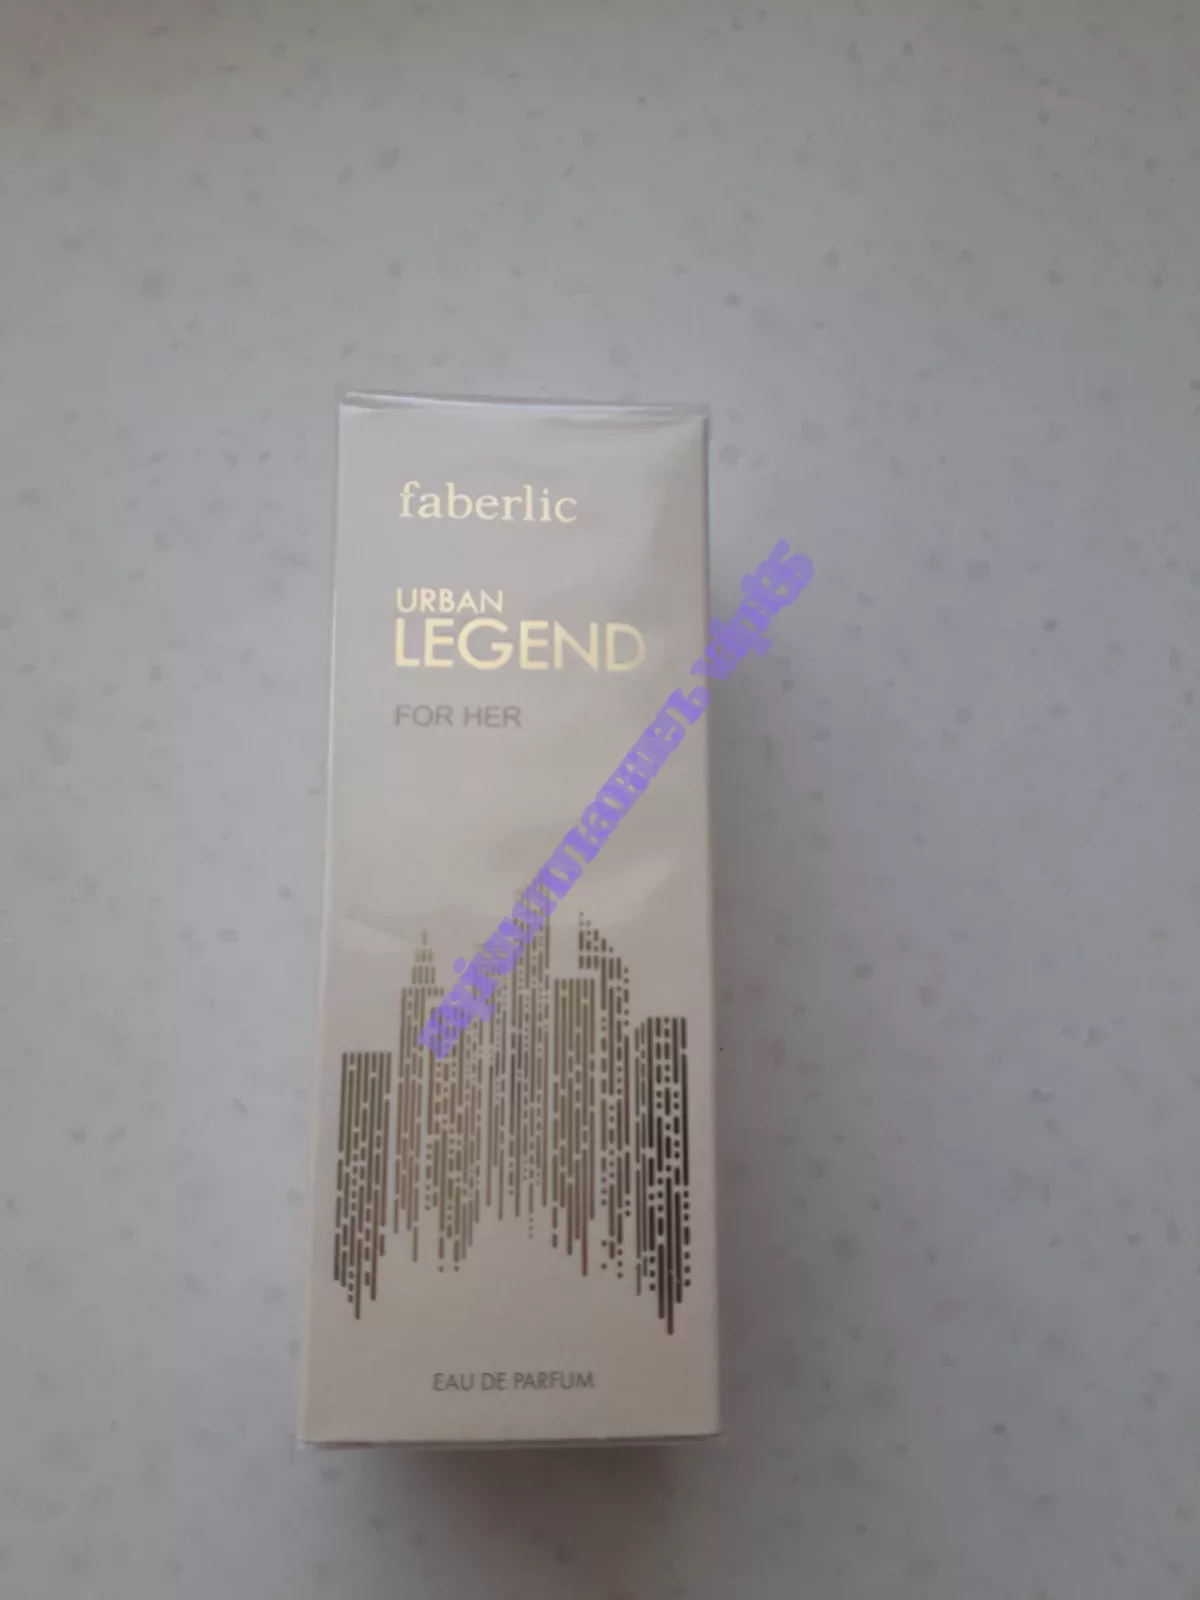 faberlic
URBAN
LEGEND
FOR HER
EAU DE PARFUM